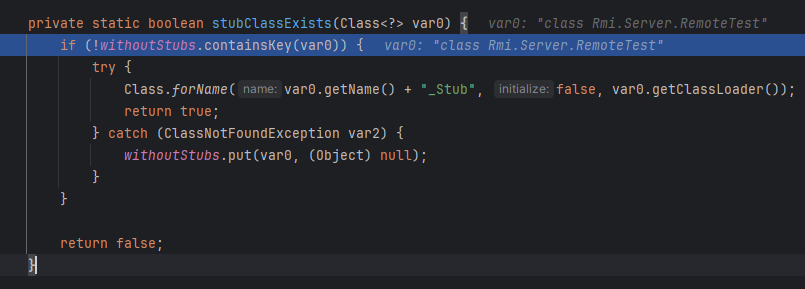 private static boolean stubClassExists(Class<?> var0) {   var0: "class Rmi.Server.RemoteTest"
    if (!withoutStubs.containsKey(var0)) {   var0: "class Rmi.Server.RemoteTest"
        try {
            Class.forName( name: var0.getName() + "_Stub",  initialize: false, var0.getClassLoader());
            return true;
        } catch (ClassNotFoundException var2) {
            withoutStubs.put(var0, (Object) null);
        }
    }
    return false;
}